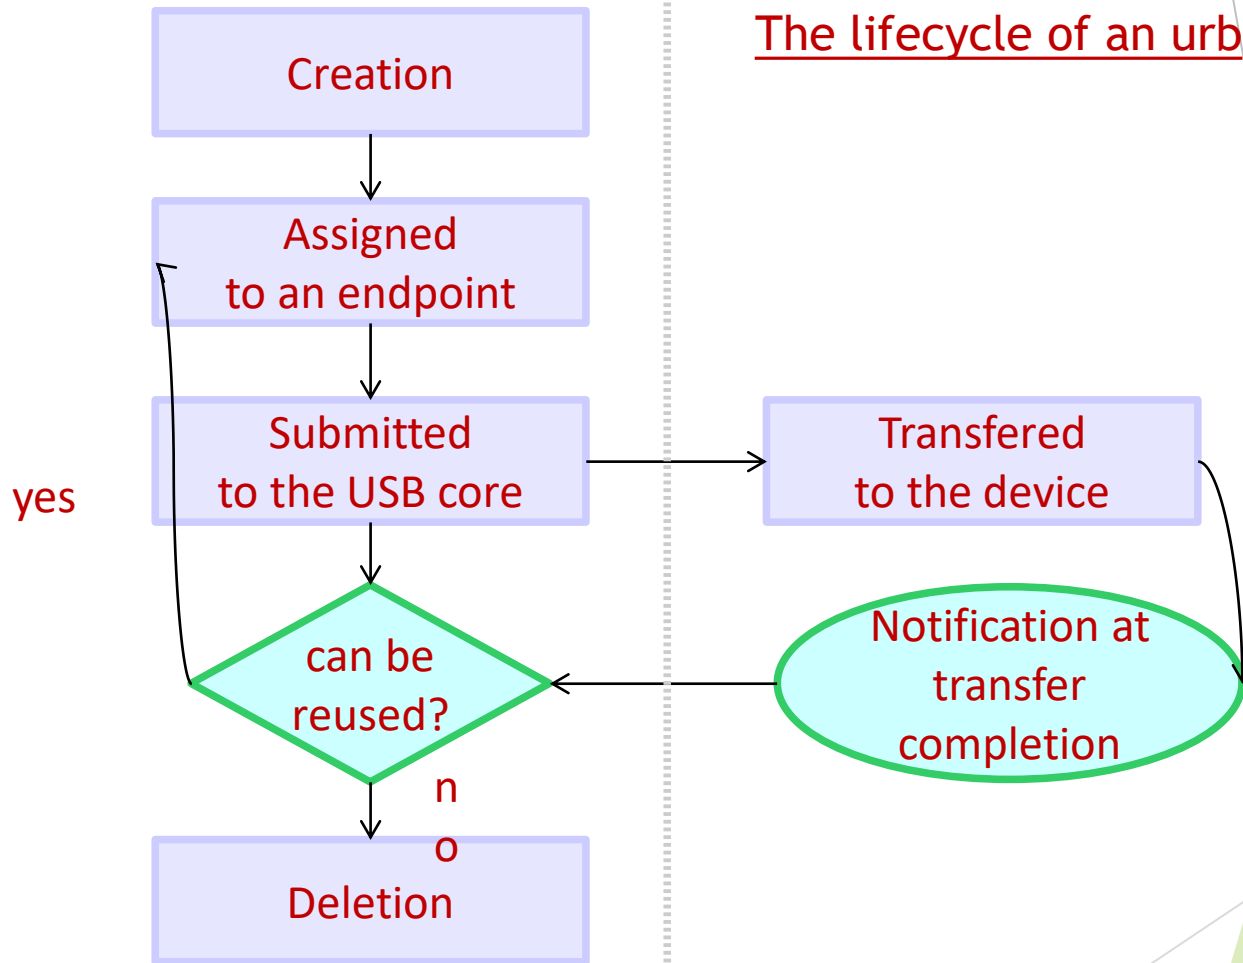 The lifecycle of an urb
Creation
Assigned
to an endpoint
Submitted
to the USB core
Transfered
to the device
yes
can be
reused?
Notification at
transfer
completion
n
o
Deletion